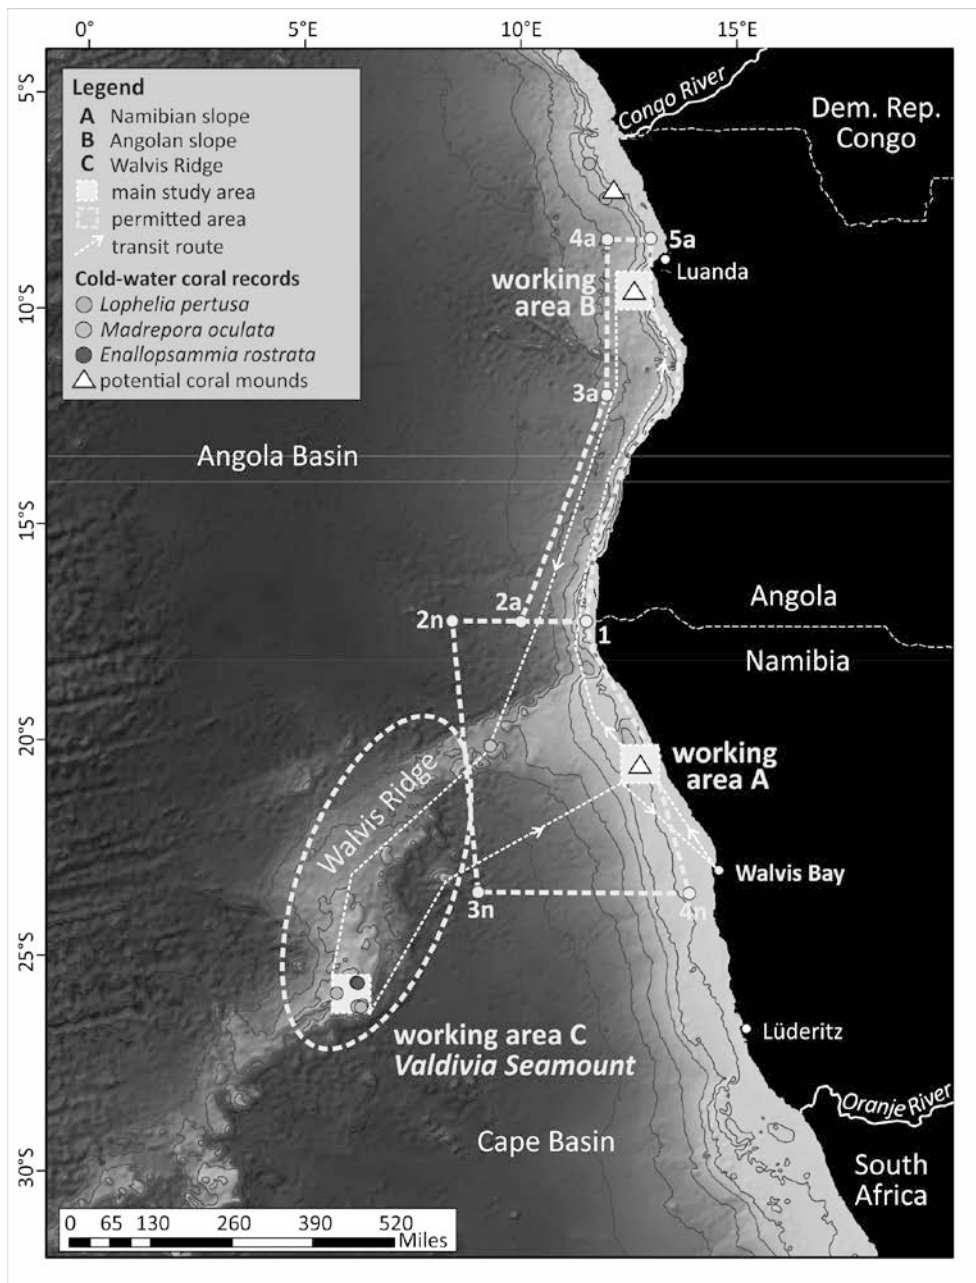 0°
5°E
10°E
15°E
5°S
10°S
15°S
20°S
25°S
30°S
Legend
A Namibian slope
B Angolan slope
C Walvis Ridge
main study area
permitted area
transit route
Cold-water coral records
Lophelia pertusa
Madrepora oculata
Enallopsammia rostrata
potential coral mounds
Congo River
Dem. Rep.
Congo
4a
5a
Luanda
working
area B
3a
Angola Basin
2a
2n
1
Angola
Namibia
working
area A
Walvis Ridge
Walvis Bay
3n
4n
working area C
Valdivia Seamount
Lüderitz
Oranje River
Cape Basin
South
Africa
0 65 130 260 390 520
Miles